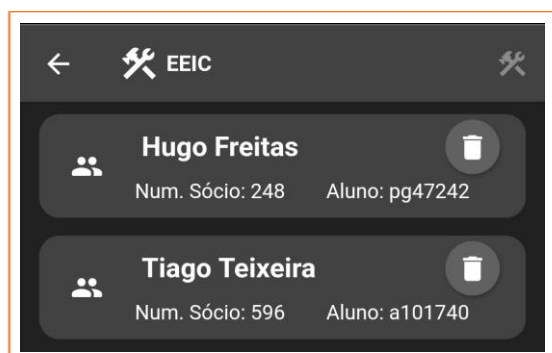 EEIC
Hugo Freitas
Num. Sócio: 248 Aluno: pg47242
Tiago Teixeira
Num. Sócio: 596 Aluno: a101740